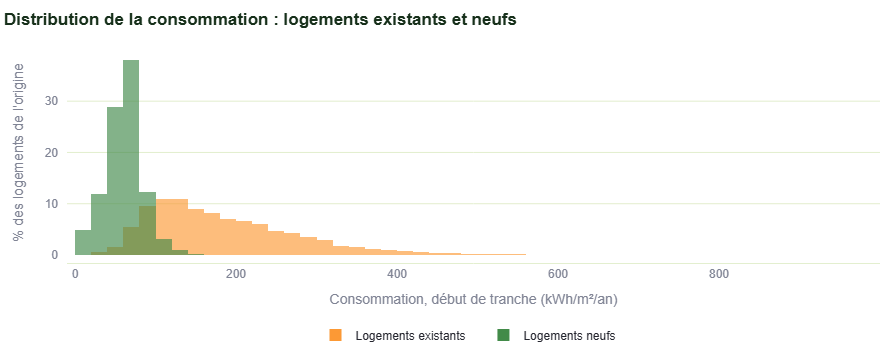 Distribution de la consommation : logements existants et neufs
% des logements de l'origine
30
20
10
0
0 200 400 600 800
Consommation, début de tranche (kWh/m²/an)
Logements existants Logements neufs